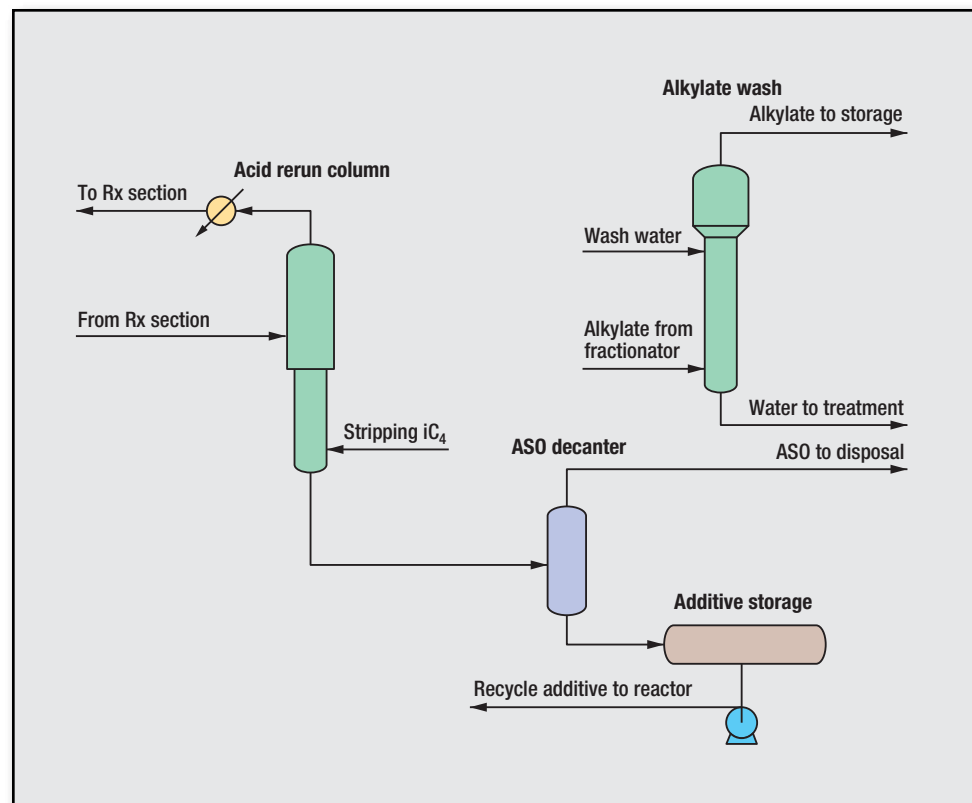 Alkylate wash
Alkylate to storage
Acid rerun column
To Rx section
Wash water
From Rx section
Alkylate from
fractionator
Water to treatment
Stripping iC₄
ASO decanter
ASO to disposal
Additive storage
Recycle additive to reactor